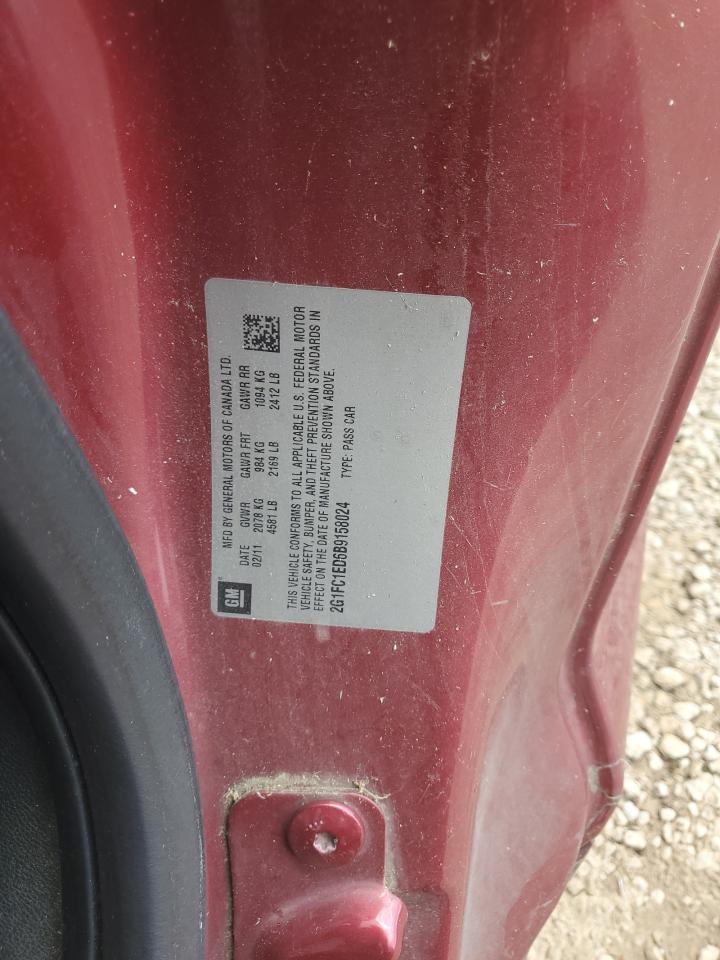 GM
MFD BY GENERAL MOTORS OF CANADA LTD.
DATE GVWR GAWR FRT GAWR RR
02/11 2078 KG 984 KG 1094 KG
4581 LB 2169 LB 2412 LB
THIS VEHICLE CONFORMS TO ALL APPLICABLE U.S. FEDERAL MOTOR
VEHICLE SAFETY, BUMPER, AND THEFT PREVENTION STANDARDS IN
EFFECT ON THE DATE OF MANUFACTURE SHOWN ABOVE.
2G1FC1ED6B9158024 TYPE: PASS CAR